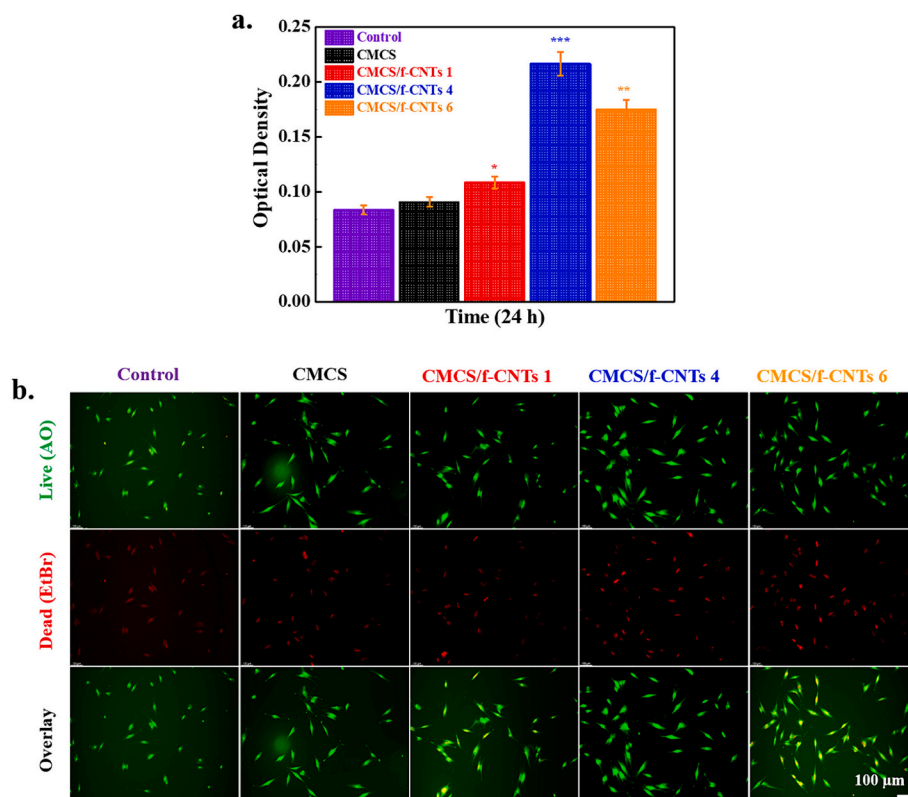 a.
0.25
0.20
0.15
0.10
0.05
0.00
Optical Density
Control
CMCS
CMCS/f-CNTs 1
CMCS/f-CNTs 4
CMCS/f-CNTs 6
*
***
**
Time (24 h)
b.
Control CMCS CMCS/f-CNTs 1 CMCS/f-CNTs 4 CMCS/f-CNTs 6
Live (AO)
Dead (EtBr)
Overlay
100 µm